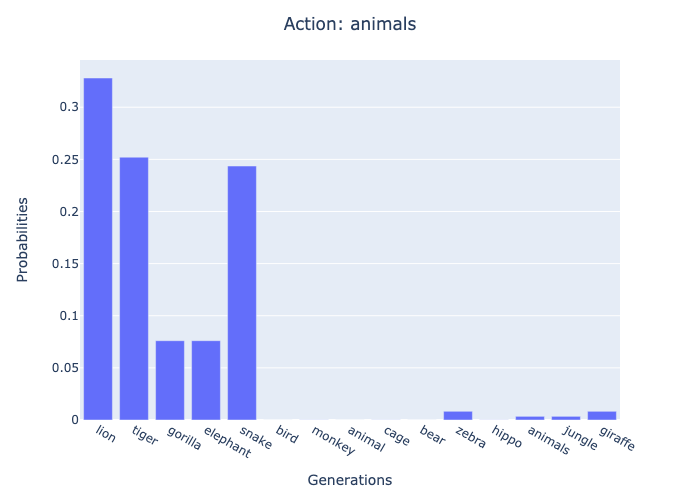 Action: animals
Probabilities
0.3
0.25
0.2
0.15
0.1
0.05
0
lion
tiger
gorilla
elephant
snake
bird
monkey
animal
cage
bear
zebra
hippo
animals
jungle
giraffe
Generations